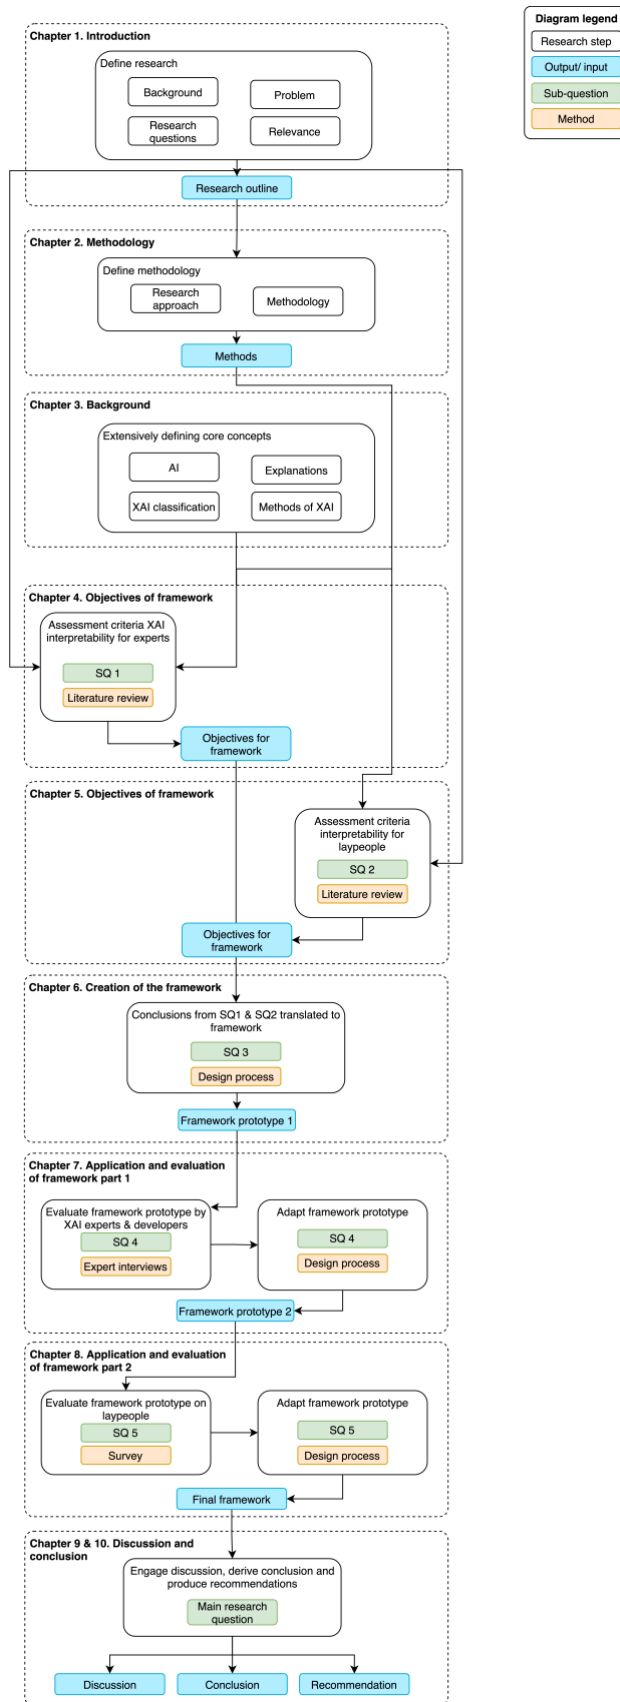 Diagram legend
Research step
Output/ input
Sub-question
Method
Chapter 1. Introduction
Define research
Background
Problem
Research
questions
Relevance
Research outline
Chapter 2. Methodology
Define methodology
Research
approach
Methodology
Methods
Chapter 3. Background
Extensively defining core concepts
AI
Explanations
XAI classification
Methods of XAI
Chapter 4. Objectives of framework
Assessment criteria XAI
interpretability for experts
SQ 1
Literature review
Objectives for
framework
Chapter 5. Objectives of framework
Assessment criteria
interpretability for
laypeople
SQ 2
Literature review
Objectives for
framework
Chapter 6. Creation of the framework
Conclusions from SQ1 & SQ2 translated to
framework
SQ 3
Design process
Framework prototype 1
Chapter 7. Application and evaluation
of framework part 1
Evaluate framework prototype by
XAI experts & developers
SQ 4
Expert interviews
Adapt framework prototype
SQ 4
Design process
Framework prototype 2
Chapter 8. Application and evaluation
of framework part 2
Evaluate framework prototype on
laypeople
SQ 5
Survey
Adapt framework prototype
SQ 5
Design process
Final framework
Chapter 9 & 10. Discussion and
conclusion
Engage discussion, derive conclusion and
produce recommendations
Main research
question
Discussion
Conclusion
Recommendation